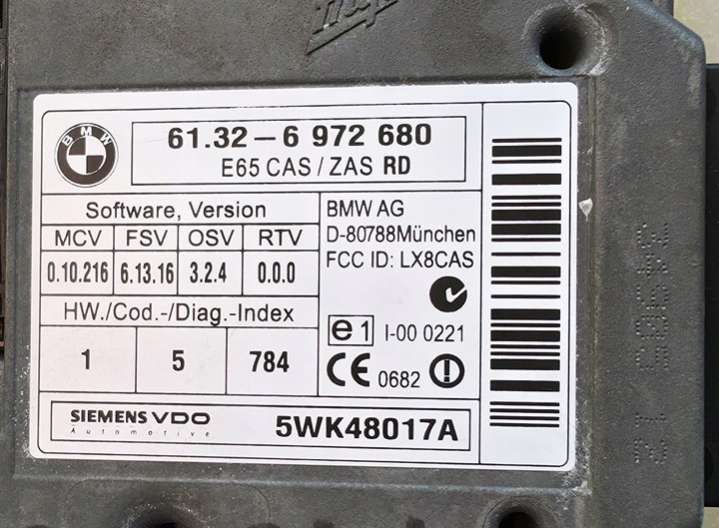 BMW
61.32-6 972 680
E65 CAS / ZAS RD
Software, Version
MCV FSV OSV RTV
0.10.216 6.13.16 3.2.4 0.0.0
HW./Cod.-/Diag.-Index
1 5 784
BMW AG
D-80788München
FCC ID: LX8CAS
e1 I-00 0221
CE 0682
SIEMENS VDO
Automotive
5WK48017A